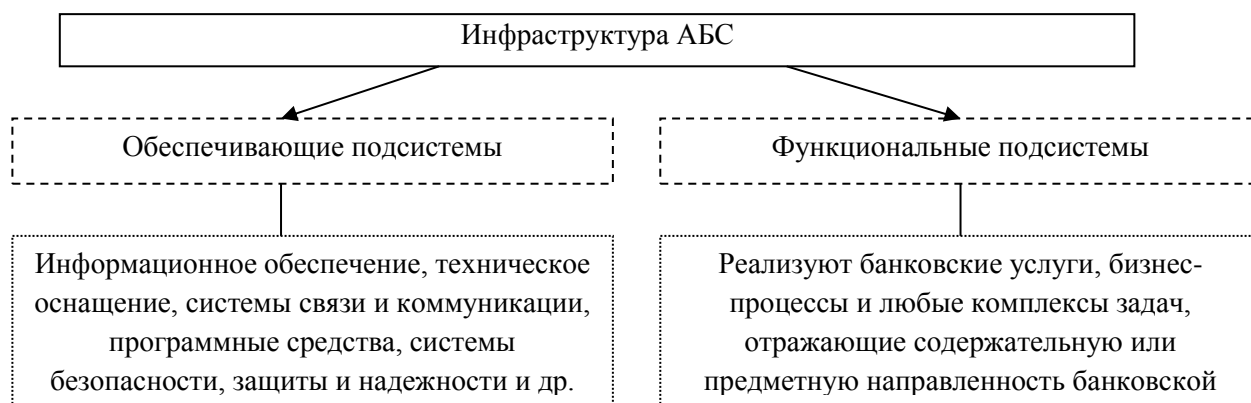 Инфраструктура АБС
Обеспечивающие подсистемы
Функциональные подсистемы
Информационное обеспечение, техническое
оснащение, системы связи и коммуникации,
программные средства, системы
безопасности, защиты и надежности и др.
Реализуют банковские услуги, бизнес-
процессы и любые комплексы задач,
отражающие содержательную или
предметную направленность банковской